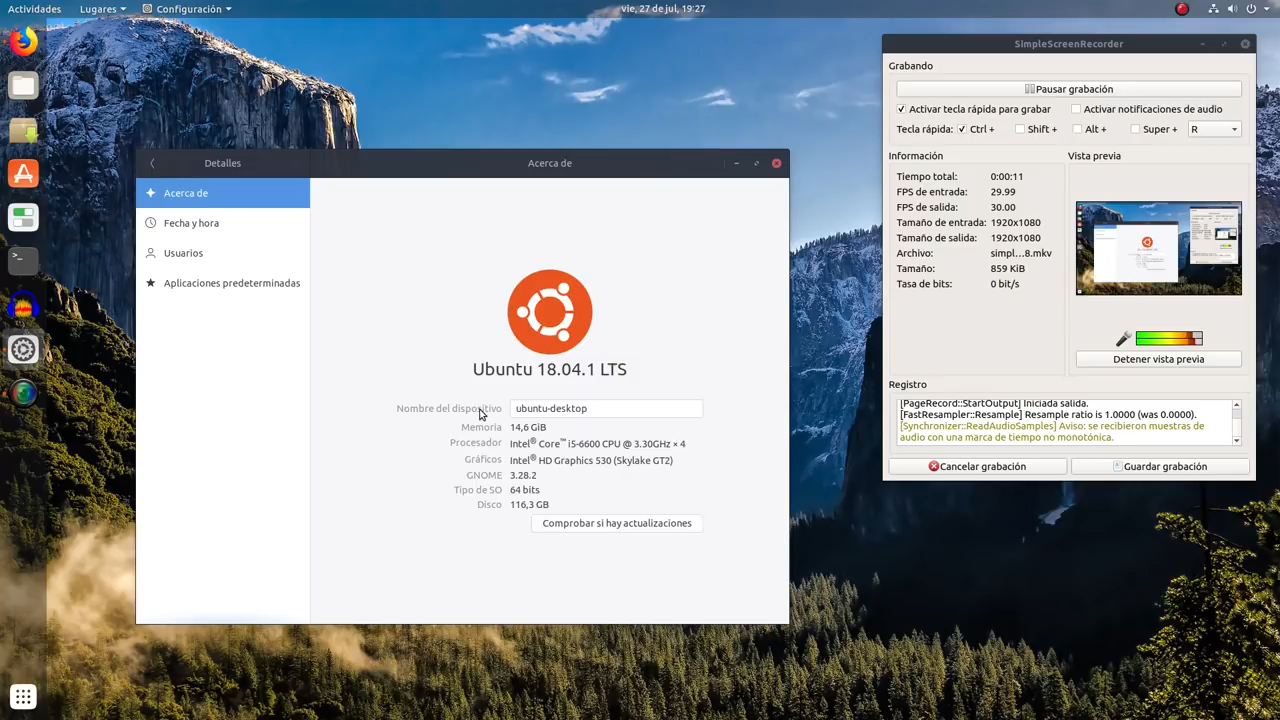 Actividades
Lugares
Configuración
vie, 27 de jul, 19:27
Detalles
Acerca de
Acerca de
Fecha y hora
Usuarios
Aplicaciones predeterminadas
Ubuntu 18.04.1 LTS
Nombre del dispositivo ubuntu-desktop
Memoria 14,6 GiB
Procesador Intel® Core™ i5-6600 CPU @ 3.30GHz × 4
Gráficos Intel® HD Graphics 530 (Skylake GT2)
GNOME 3.28.2
Tipo de SO 64 bits
Disco 116,3 GB
Comprobar si hay actualizaciones
SimpleScreenRecorder
Grabando
Pausar grabación
Activar tecla rápida para grabar Activar notificaciones de audio
Tecla rápida: Ctrl + Shift + Alt + Super + R
Información
Tiempo total: 0:00:11
FPS de entrada: 29.99
FPS de salida: 30.00
Tamaño de entrada: 1920x1080
Tamaño de salida: 1920x1080
Archivo: simpl...8.mkv
Tamaño: 859 KiB
Tasa de bits: 0 bit/s
Vista previa
Detener vista previa
Registro
[PageRecord::StartOutput] Iniciada salida.
[FastResampler::Resample] Resample ratio is 1.0000 (was 0.0000).
[Synchronizer::ReadAudioSamples] Aviso: se recibieron muestras de
audio con una marca de tiempo no monotónica.
Cancelar grabación
Guardar grabación